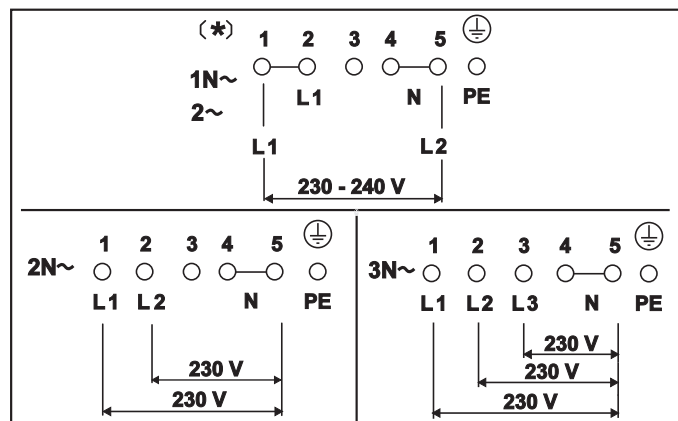 (*) 1 2 3 4 5
1N~ L1 N PE
2~
L1 L2
230 - 240 V
1 2 3 4 5
2N~
L1 L2 N PE
230 V
230 V
1 2 3 4 5
3N~
L1 L2 L3 N PE
230 V
230 V
230 V